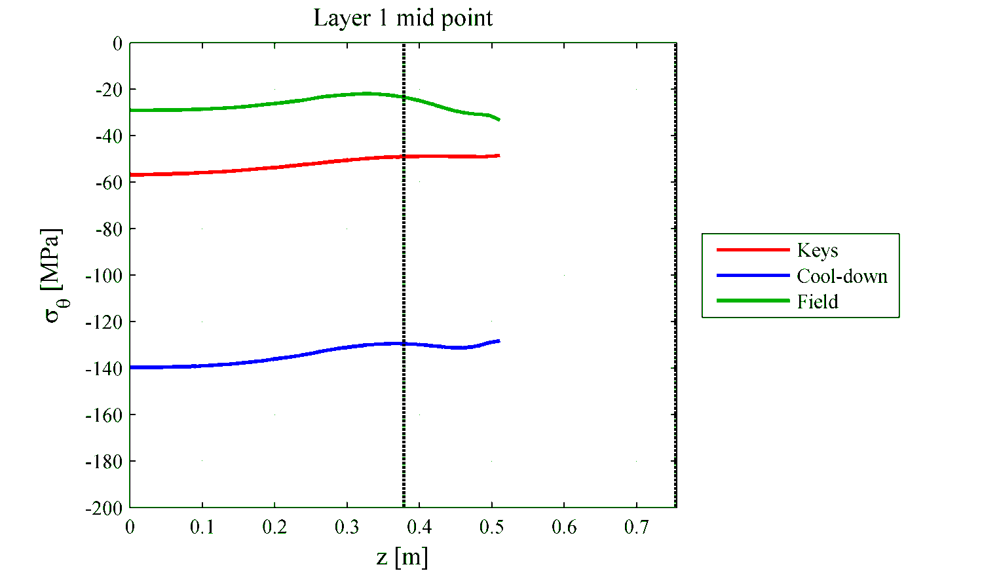 Layer 1 mid point
0
-20
-40
-60
-80
-100
-120
-140
-160
-180
-200
σθ [MPa]
0 0.1 0.2 0.3 0.4 0.5 0.6 0.7
z [m]
Keys
Cool-down
Field